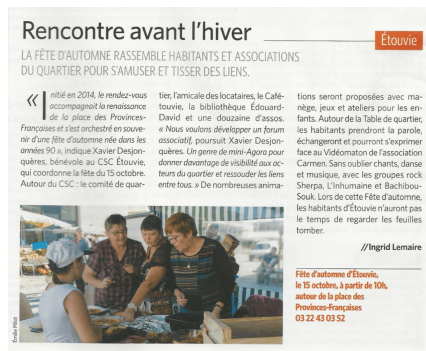 Rencontre avant l'hiver
Étouvie
LA FÊTE D'AUTOMNE RASSEMBLE HABITANTS ET ASSOCIATIONS
DU QUARTIER POUR S'AMUSER ET TISSER DES LIENS.
« Initié en 2014, le rendez-vous
accompagnait la renaissance
de la place des Provinces-
Françaises et s'est orchestré en souve-
nir d'une fête d'automne née dans les
années 90 », indique Xavier Desjon-
quères, bénévole au CSC Étouvie,
qui coordonne la fête du 15 octobre.
Autour du CSC : le comité de quar-
tier, l'amicale des locataires, le Café-
touvie, la bibliothèque Édouard-
David et une douzaine d'assos.
« Nous voulons développer un forum
associatif, poursuit Xavier Desjon-
quères. Un genre de mini-Agora pour
donner davantage de visibilité aux ac-
teurs du quartier et ressouder les liens
entre tous. » De nombreuses anima-
tions seront proposées avec ma-
nège, jeux et ateliers pour les en-
fants. Autour de la Table de quartier,
les habitants prendront la parole,
échangeront et pourront s'exprimer
face au Vidéomaton de l'association
Carmen. Sans oublier chants, danse
et musique, avec les groupes rock
Sherpa, L'Inhumaine et Bachibou-
Souk. Lors de cette Fête d'automne,
les habitants d'Étouvie n'auront pas
le temps de regarder les feuilles
tomber.
//Ingrid Lemaire
Fête d'automne d'Étouvie,
le 15 octobre, à partir de 10h,
autour de la place des
Provinces-Françaises
03 22 43 03 52